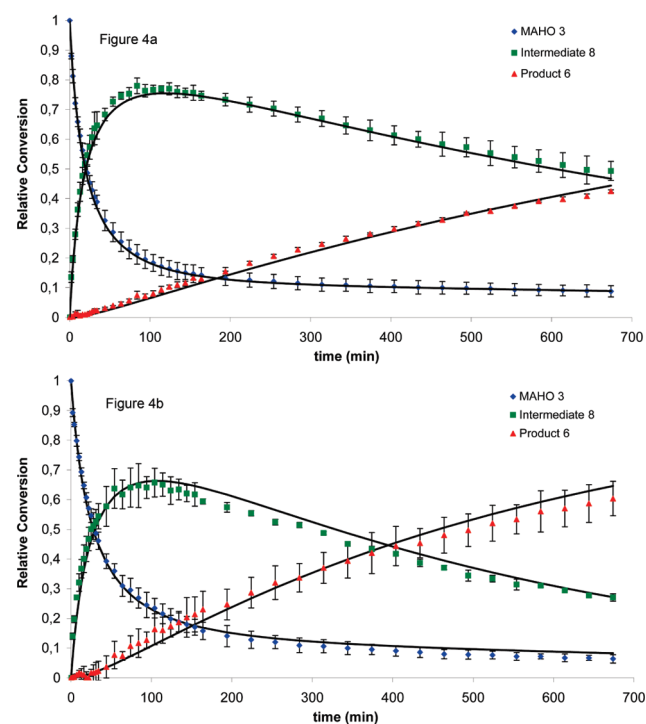 Figure 4a
MAHO 3
Intermediate 8
Product 6
Relative Conversion
1
0,9
0,8
0,7
0,6
0,5
0,4
0,3
0,2
0,1
0
0 100 200 300 400 500 600 700
time (min)
Figure 4b
MAHO 3
Intermediate 8
Product 6
Relative Conversion
1
0,9
0,8
0,7
0,6
0,5
0,4
0,3
0,2
0,1
0
0 100 200 300 400 500 600 700
time (min)